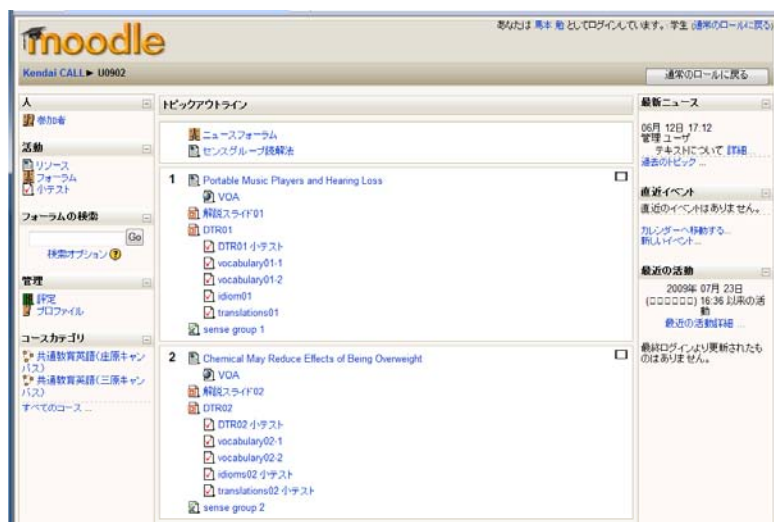 moodle
あなたは 馬本 勉 としてログインしています。 学生 (通常のロールに戻る)
Kendai CALL ► U0902
通常のロールに戻る
人
参加者
活動
リソース
フォーラム
小テスト
フォーラムの検索
Go
検索オプション ?
管理
評定
プロファイル
コースカテゴリ
共通教育英語(庄原キャン
パス)
共通教育英語(三原キャン
パス)
すべてのコース ...
トピックアウトライン
ニュースフォーラム
センスグループ読解法
1 Portable Music Players and Hearing Loss
VOA
解説スライド01
DTR01
DTR01 小テスト
vocabulary01-1
vocabulary01-2
idiom01
translations01
sense group 1
2 Chemical May Reduce Effects of Being Overweight
VOA
解説スライド02
DTR02
DTR02 小テスト
vocabulary02-1
vocabulary02-2
idioms02 小テスト
translations02 小テスト
sense group 2
最新ニュース
06月 12日 17:12
管理 ユーザ
テキストについて 詳細 ...
過去のトピック ...
直近イベント
直近のイベントはありません。
カレンダーへ移動する...
新しいイベント...
最近の活動
2009年 07月 23日
(□□□□□□) 16:36 以来の活
動
最近の活動詳細 ...
最終ログインより更新されたも
のはありません。